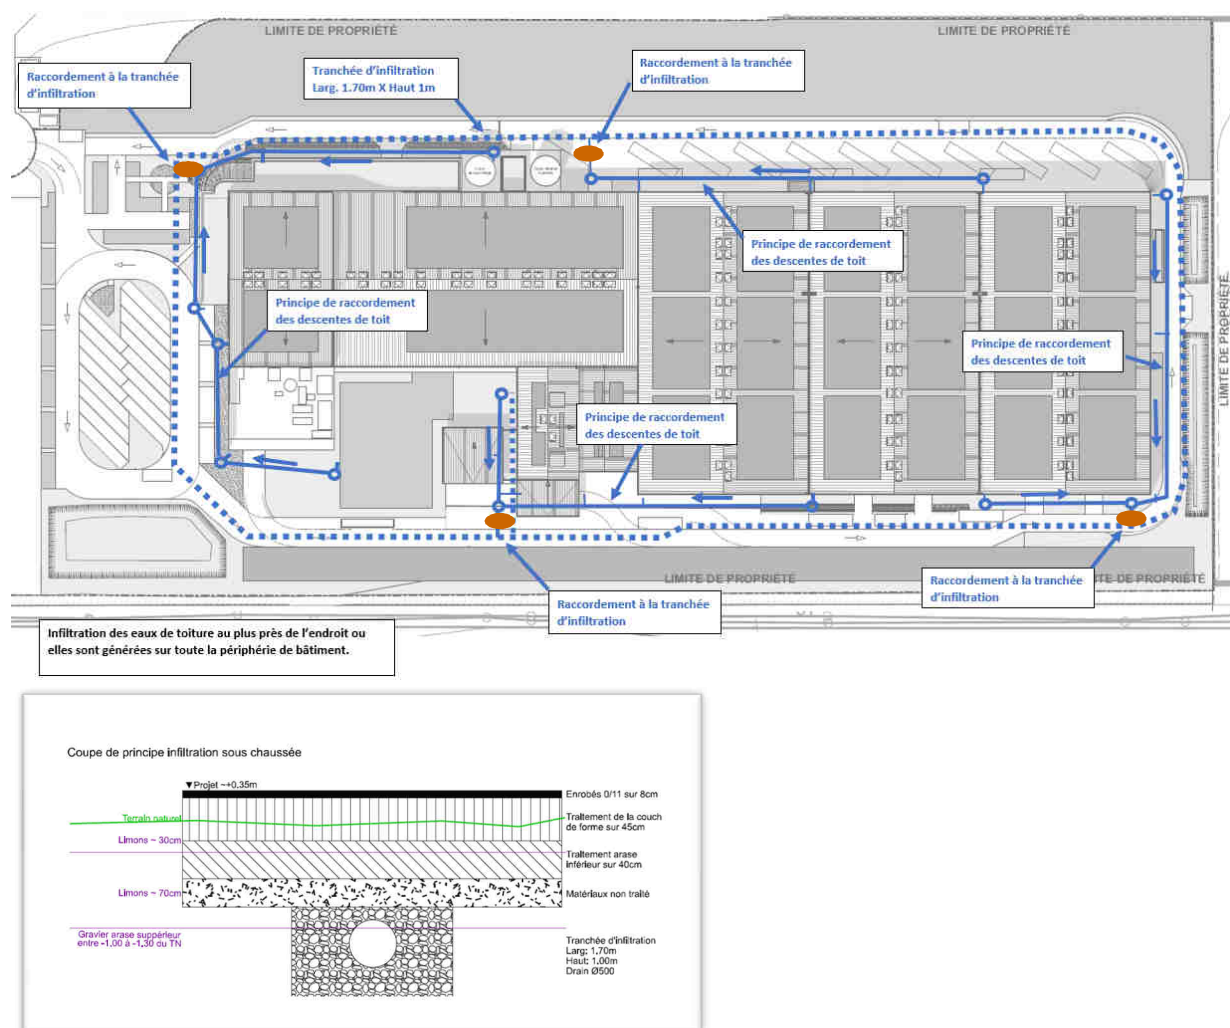 LIMITE DE PROPRIÉTÉ
LIMITE DE PROPRIÉTÉ
Raccordement à la tranchée
d'infiltration
Tranchée d'infiltration
Larg. 1.70m X Haut 1m
Raccordement à la tranchée
d'infiltration
Principe de raccordement
des descentes de toit
Principe de raccordement
des descentes de toit
Principe de raccordement
des descentes de toit
Principe de raccordement
des descentes de toit
LIMITE DE PROPRIÉTÉ
LIMITE DE PROPRIÉTÉ
Raccordement à la tranchée
d'infiltration
TE DE PROPRIÉTÉ
Raccordement à la tranchée
d'infiltration
Infiltration des eaux de toiture au plus près de l'endroit ou
elles sont générées sur toute la périphérie de bâtiment.
Coupe de principe infiltration sous chaussée
Projet ~+0,35m
Enrobés 0/11 sur 8cm
Terrain naturel
Traitement de la couch
de forme sur 45cm
Limons ~ 30cm
Traitement arase
inférieur sur 40cm
Limons ~ 70cm
Matériaux non traité
Gravier arase suppérieur
entre -1,00 à -1,30 du TN
Tranchée d'infiltration
Larg; 1,70m
Haut; 1,00m
Drain Ø500